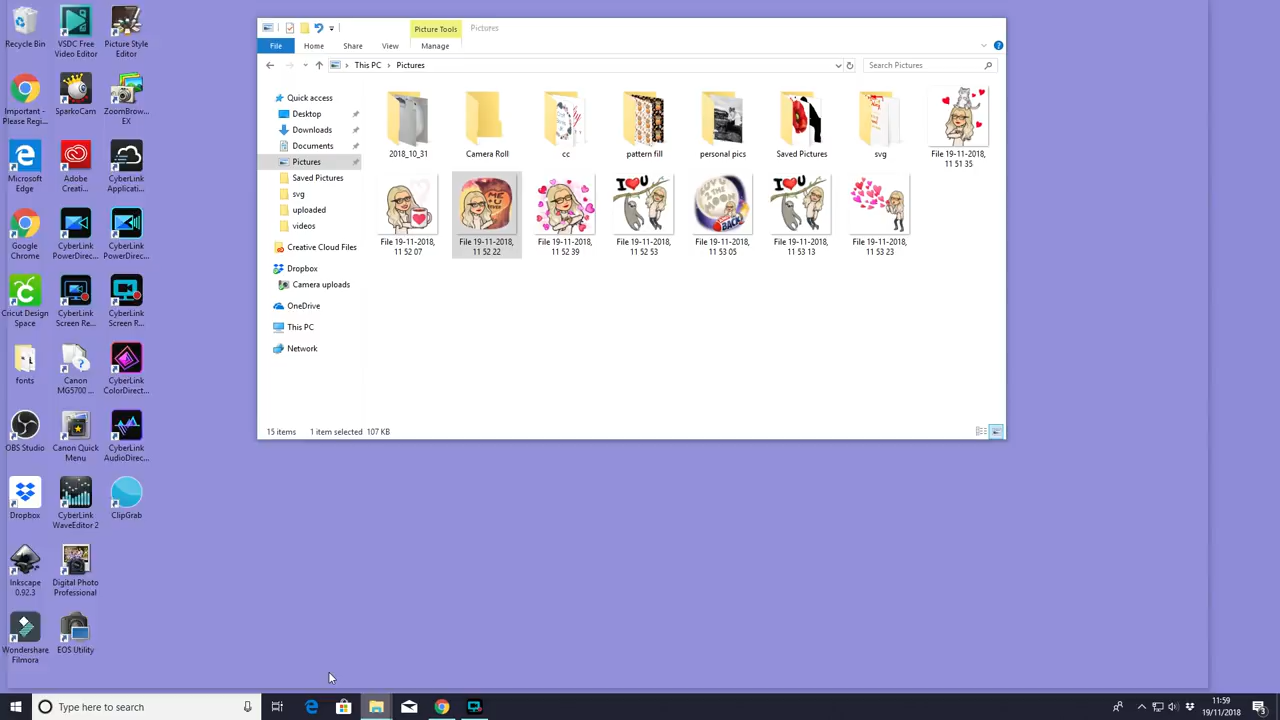 Recycle Bin
VSDC Free
Video Editor
Picture Style
Editor
Important -
Please Regi...
SparkoCam
ZoomBrow...
EX
Microsoft
Edge
Adobe
Creati...
CyberLink
Applicati...
Google
Chrome
CyberLink
PowerDirec...
CyberLink
PowerDirec...
Cricut Design
Space
CyberLink
Screen Re...
CyberLink
Screen R...
fonts
Canon
MG5700 ...
CyberLink
ColorDirect...
OBS Studio
Canon Quick
Menu
CyberLink
AudioDirec...
Dropbox
CyberLink
WaveEditor 2
ClipGrab
Inkscape
0.92.3
Digital Photo
Professional
Wondershare
Filmora
EOS Utility
Picture Tools
Pictures
File
Home
Share
View
Manage
This PC
Pictures
Search Pictures
Quick access
Desktop
Downloads
Documents
Pictures
Saved Pictures
svg
uploaded
videos
Creative Cloud Files
Dropbox
Camera uploads
OneDrive
This PC
Network
2018_10_31
Camera Roll
cc
pattern fill
personal pics
Saved Pictures
svg
File 19-11-2018,
11 51 35
I♥YOU
I♥YOU
File 19-11-2018,
11 52 07
File 19-11-2018,
11 52 22
File 19-11-2018,
11 52 39
File 19-11-2018,
11 52 53
File 19-11-2018,
11 53 05
File 19-11-2018,
11 53 13
File 19-11-2018,
11 53 23
15 items
1 item selected 107 KB
Type here to search
11:59
19/11/2018